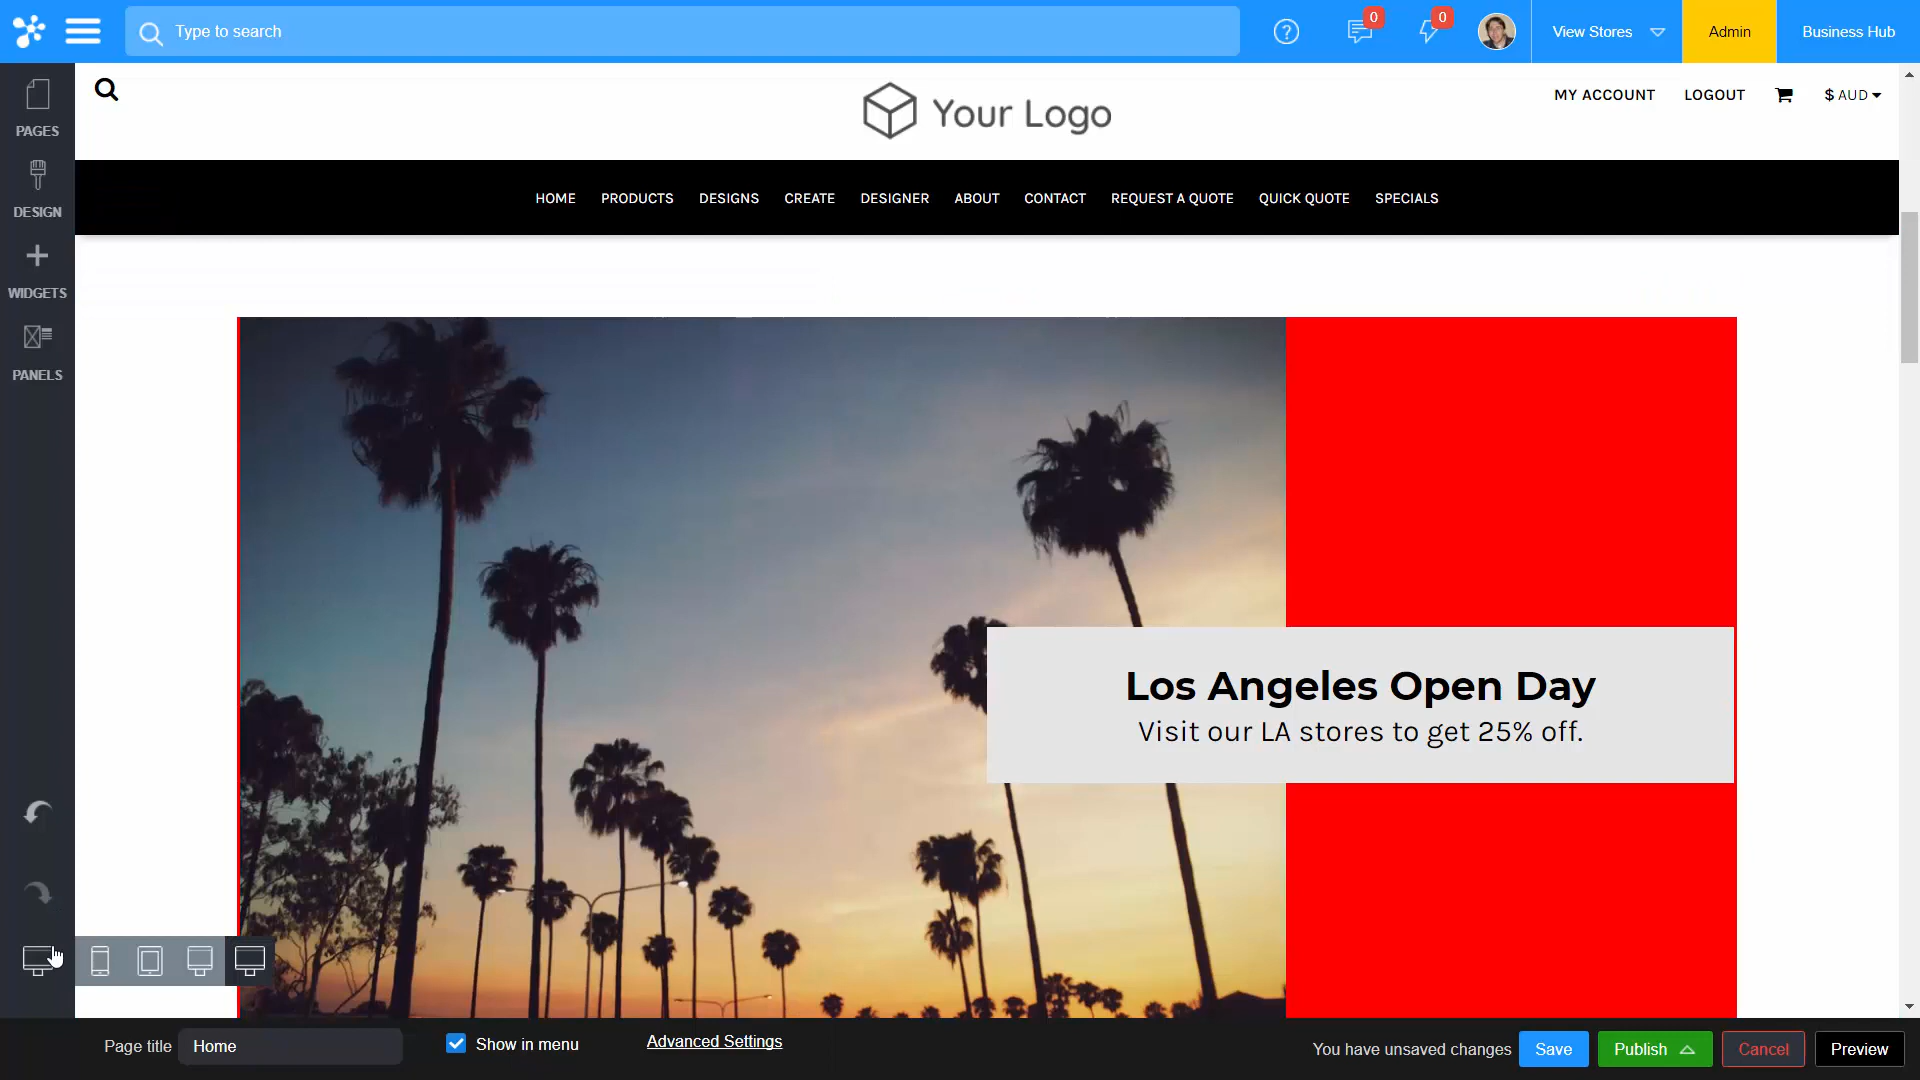 Type to search
0
0
View Stores
Admin
Business Hub
PAGES
DESIGN
WIDGETS
PANELS
Your Logo
MY ACCOUNT
LOGOUT
$ AUD
HOME
PRODUCTS
DESIGNS
CREATE
DESIGNER
ABOUT
CONTACT
REQUEST A QUOTE
QUICK QUOTE
SPECIALS
Los Angeles Open Day
Visit our LA stores to get 25% off.
Page title
Home
Show in menu
Advanced Settings
You have unsaved changes
Save
Publish
Cancel
Preview